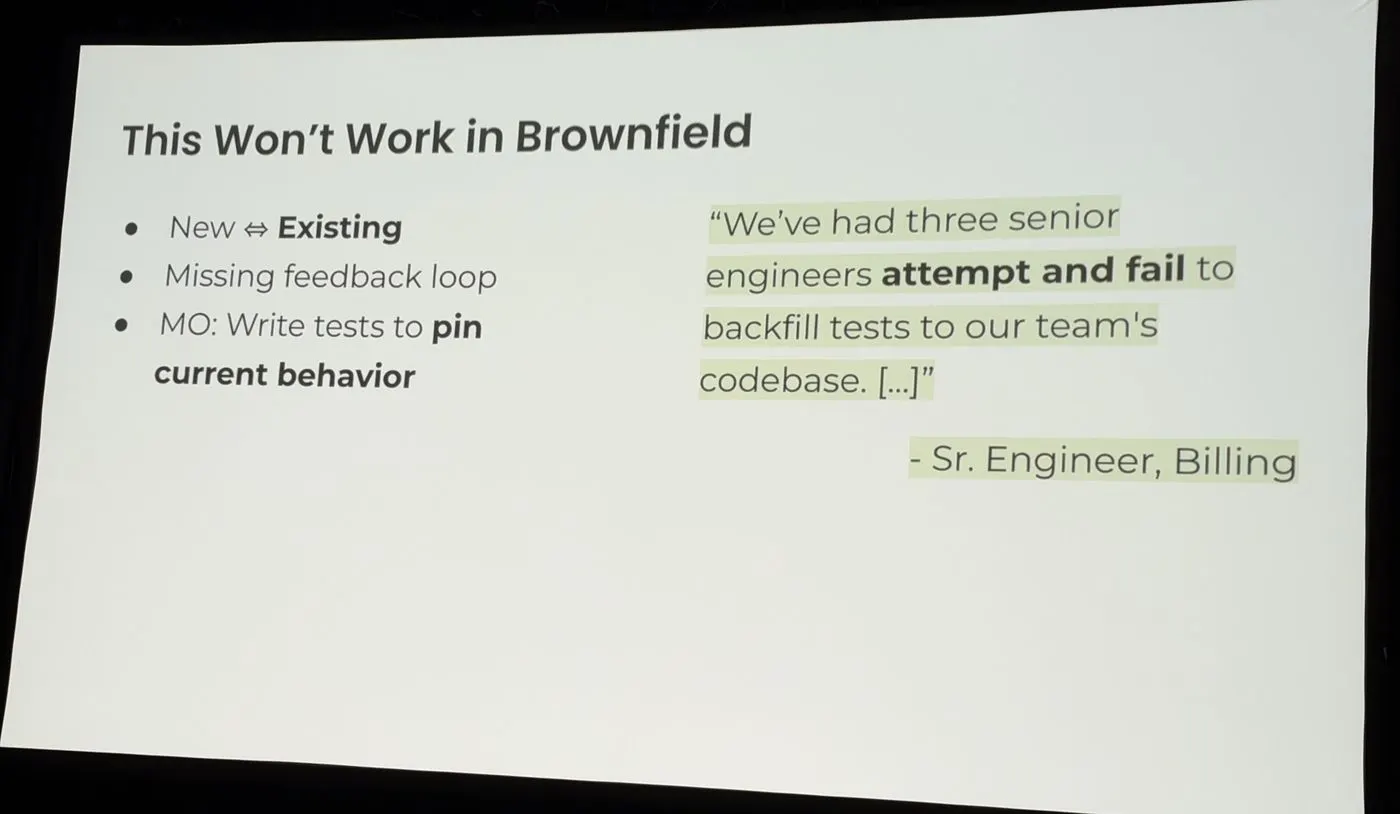 This Won't Work in Brownfield
● New ⇔ Existing
● Missing feedback loop
● MO: Write tests to pin
current behavior
“We've had three senior
engineers attempt and fail to
backfill tests to our team's
codebase. [...]”
- Sr. Engineer, Billing